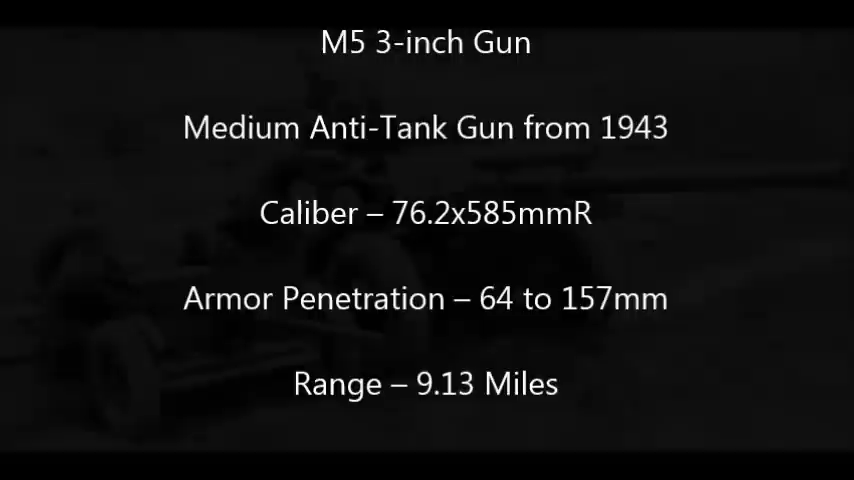 M5 3-inch Gun
Medium Anti-Tank Gun from 1943
Caliber – 76.2x585mmR
Armor Penetration – 64 to 157mm
Range – 9.13 Miles